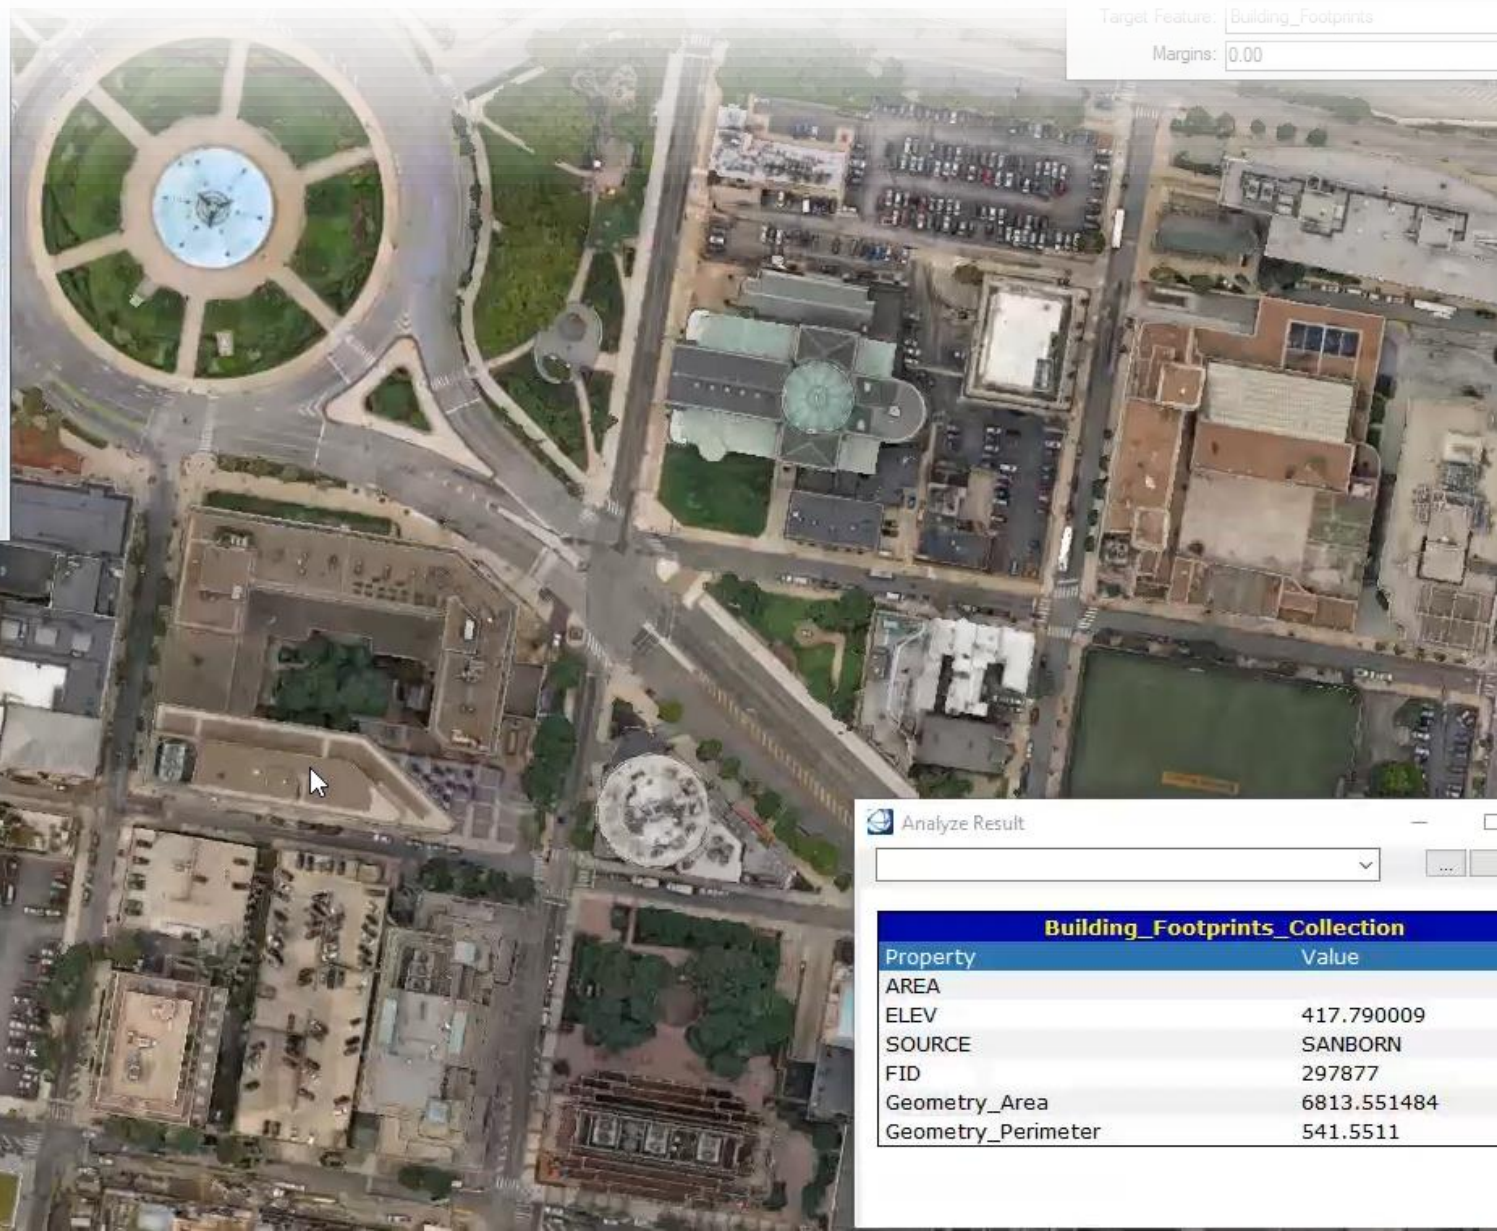 Target Feature: Building_Footprints
Margins: 0.00
Analyze Result
...
Building_Footprints_Collection
Property Value
AREA
ELEV 417.790009
SOURCE SANBORN
FID 297877
Geometry_Area 6813.551484
Geometry_Perimeter 541.5511